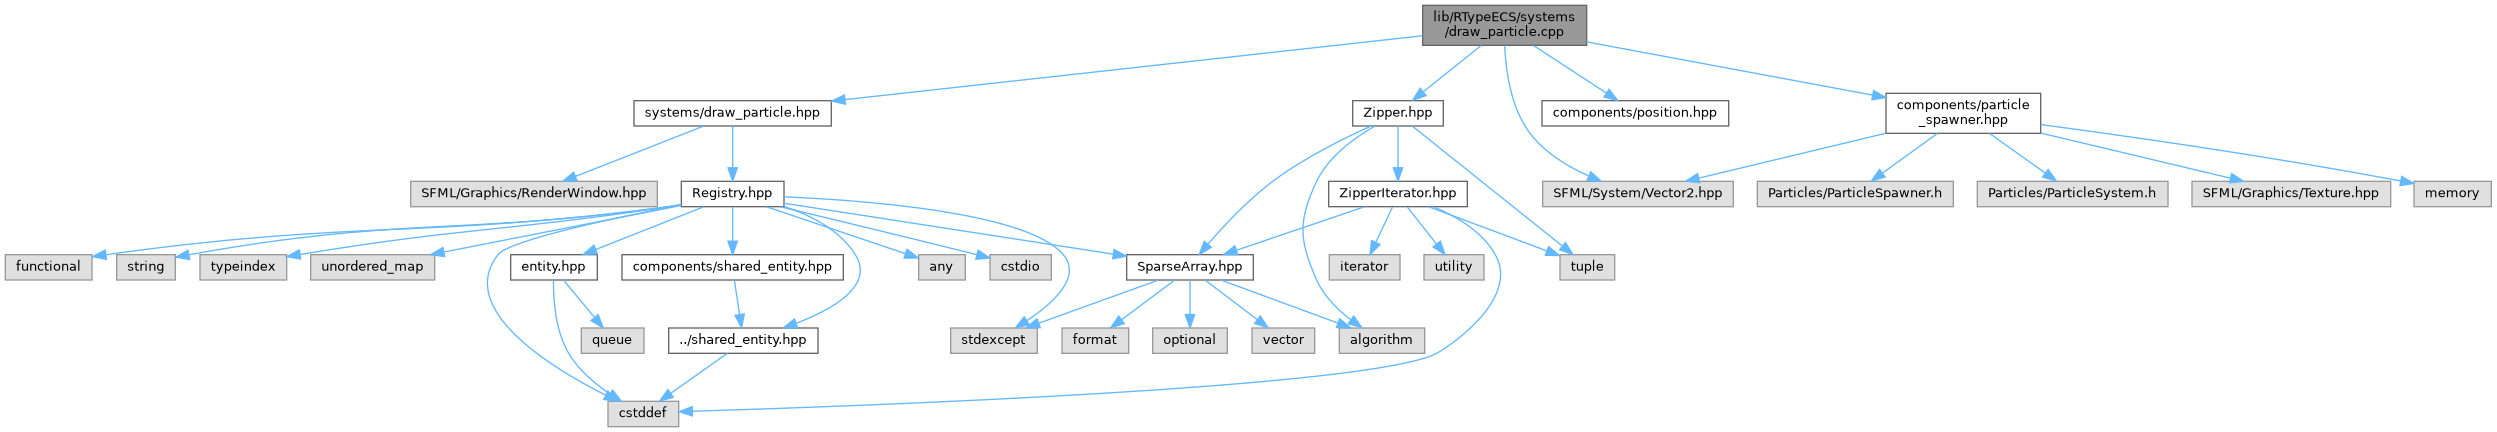 lib/RTypeECS/systems
/draw_particle.cpp
systems/draw_particle.hpp
Zipper.hpp
components/position.hpp
components/particle
_spawner.hpp
SFML/Graphics/RenderWindow.hpp
Registry.hpp
ZipperIterator.hpp
SFML/System/Vector2.hpp
Particles/ParticleSpawner.h
Particles/ParticleSystem.h
SFML/Graphics/Texture.hpp
memory
functional
string
typeindex
unordered_map
entity.hpp
components/shared_entity.hpp
any
cstdio
SparseArray.hpp
iterator
utility
tuple
queue
../shared_entity.hpp
stdexcept
format
optional
vector
algorithm
cstddef